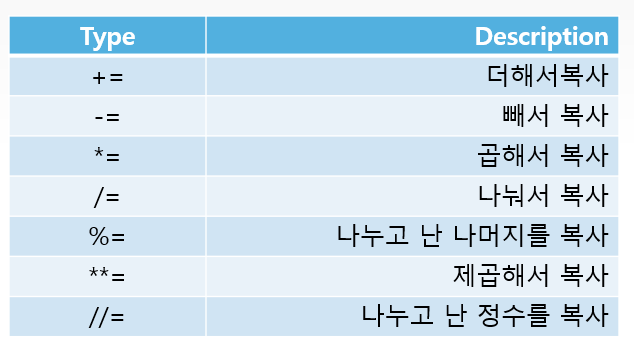 Type Description
+= 더해서복사
-= 빼서 복사
*= 곱해서 복사
/= 나눠서 복사
%= 나누고 난 나머지를 복사
**= 제곱해서 복사
//= 나누고 난 정수를 복사